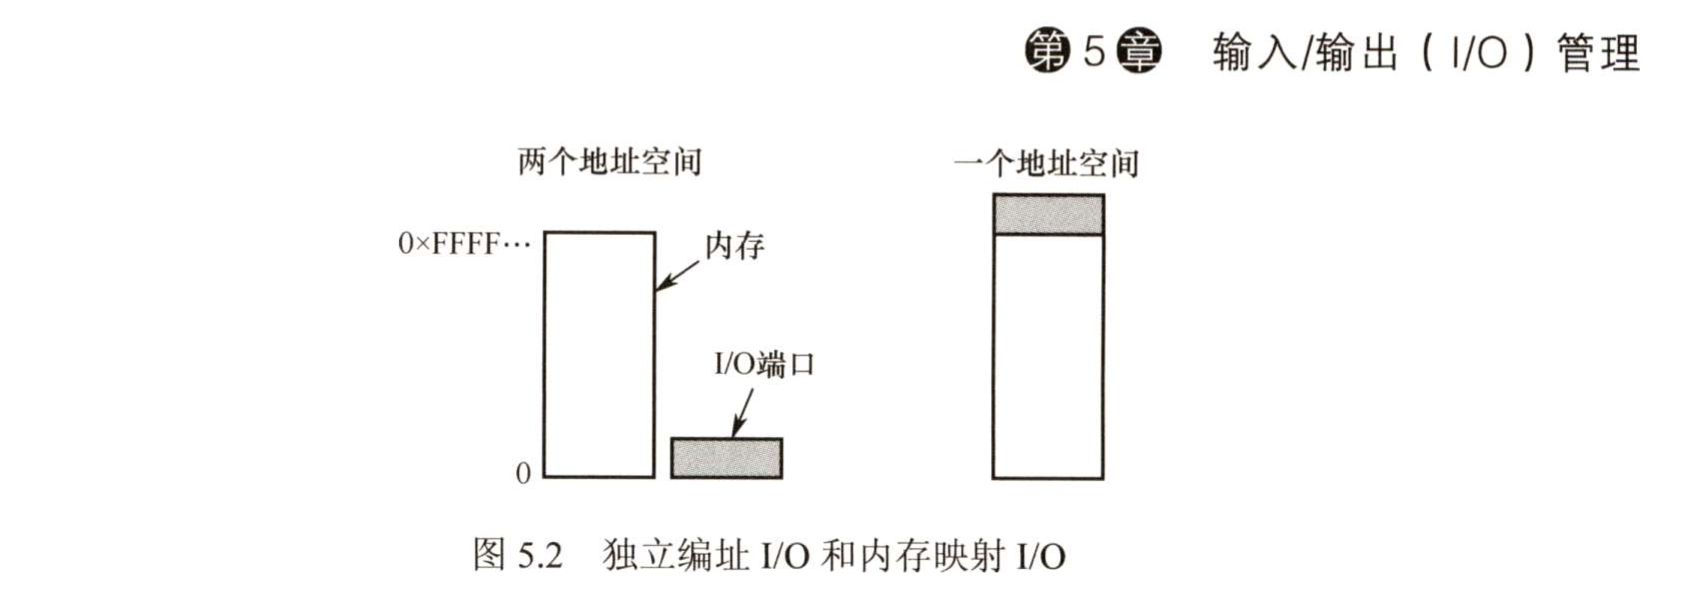 第5章 输入/输出（I/O）管理
两个地址空间
一个地址空间
0×FFFF…
内存
I/O端口
0
图 5.2 独立编址 I/O 和内存映射 I/O